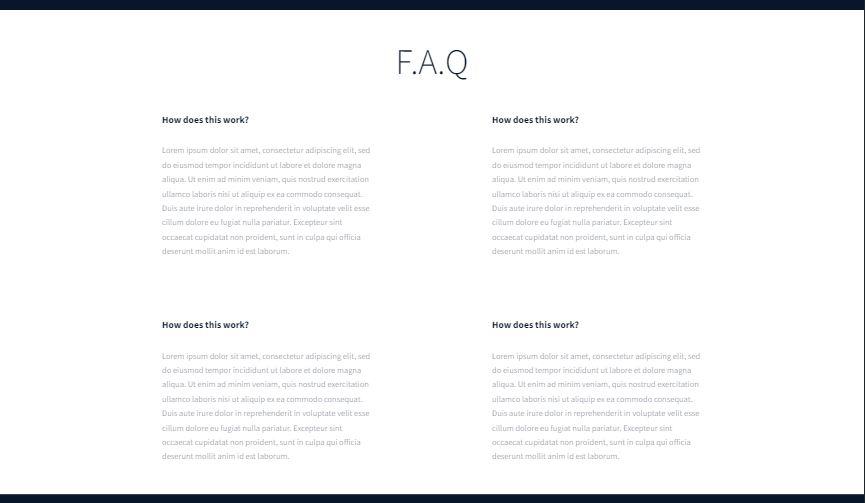 F.A.Q
How does this work?
Lorem ipsum dolor sit amet, consectetur adipiscing elit, sed
do eiusmod tempor incididunt ut labore et dolore magna
aliqua. Ut enim ad minim veniam, quis nostrud exercitation
ullamco laboris nisi ut aliquip ex ea commodo consequat.
Duis aute irure dolor in reprehenderit in voluptate velit esse
cillum dolore eu fugiat nulla pariatur. Excepteur sint
occaecat cupidatat non proident, sunt in culpa qui officia
deserunt mollit anim id est laborum.
How does this work?
Lorem ipsum dolor sit amet, consectetur adipiscing elit, sed
do eiusmod tempor incididunt ut labore et dolore magna
aliqua. Ut enim ad minim veniam, quis nostrud exercitation
ullamco laboris nisi ut aliquip ex ea commodo consequat.
Duis aute irure dolor in reprehenderit in voluptate velit esse
cillum dolore eu fugiat nulla pariatur. Excepteur sint
occaecat cupidatat non proident, sunt in culpa qui officia
deserunt mollit anim id est laborum.
How does this work?
Lorem ipsum dolor sit amet, consectetur adipiscing elit, sed
do eiusmod tempor incididunt ut labore et dolore magna
aliqua. Ut enim ad minim veniam, quis nostrud exercitation
ullamco laboris nisi ut aliquip ex ea commodo consequat.
Duis aute irure dolor in reprehenderit in voluptate velit esse
cillum dolore eu fugiat nulla pariatur. Excepteur sint
occaecat cupidatat non proident, sunt in culpa qui officia
deserunt mollit anim id est laborum.
How does this work?
Lorem ipsum dolor sit amet, consectetur adipiscing elit, sed
do eiusmod tempor incididunt ut labore et dolore magna
aliqua. Ut enim ad minim veniam, quis nostrud exercitation
ullamco laboris nisi ut aliquip ex ea commodo consequat.
Duis aute irure dolor in reprehenderit in voluptate velit esse
cillum dolore eu fugiat nulla pariatur. Excepteur sint
occaecat cupidatat non proident, sunt in culpa qui officia
deserunt mollit anim id est laborum.